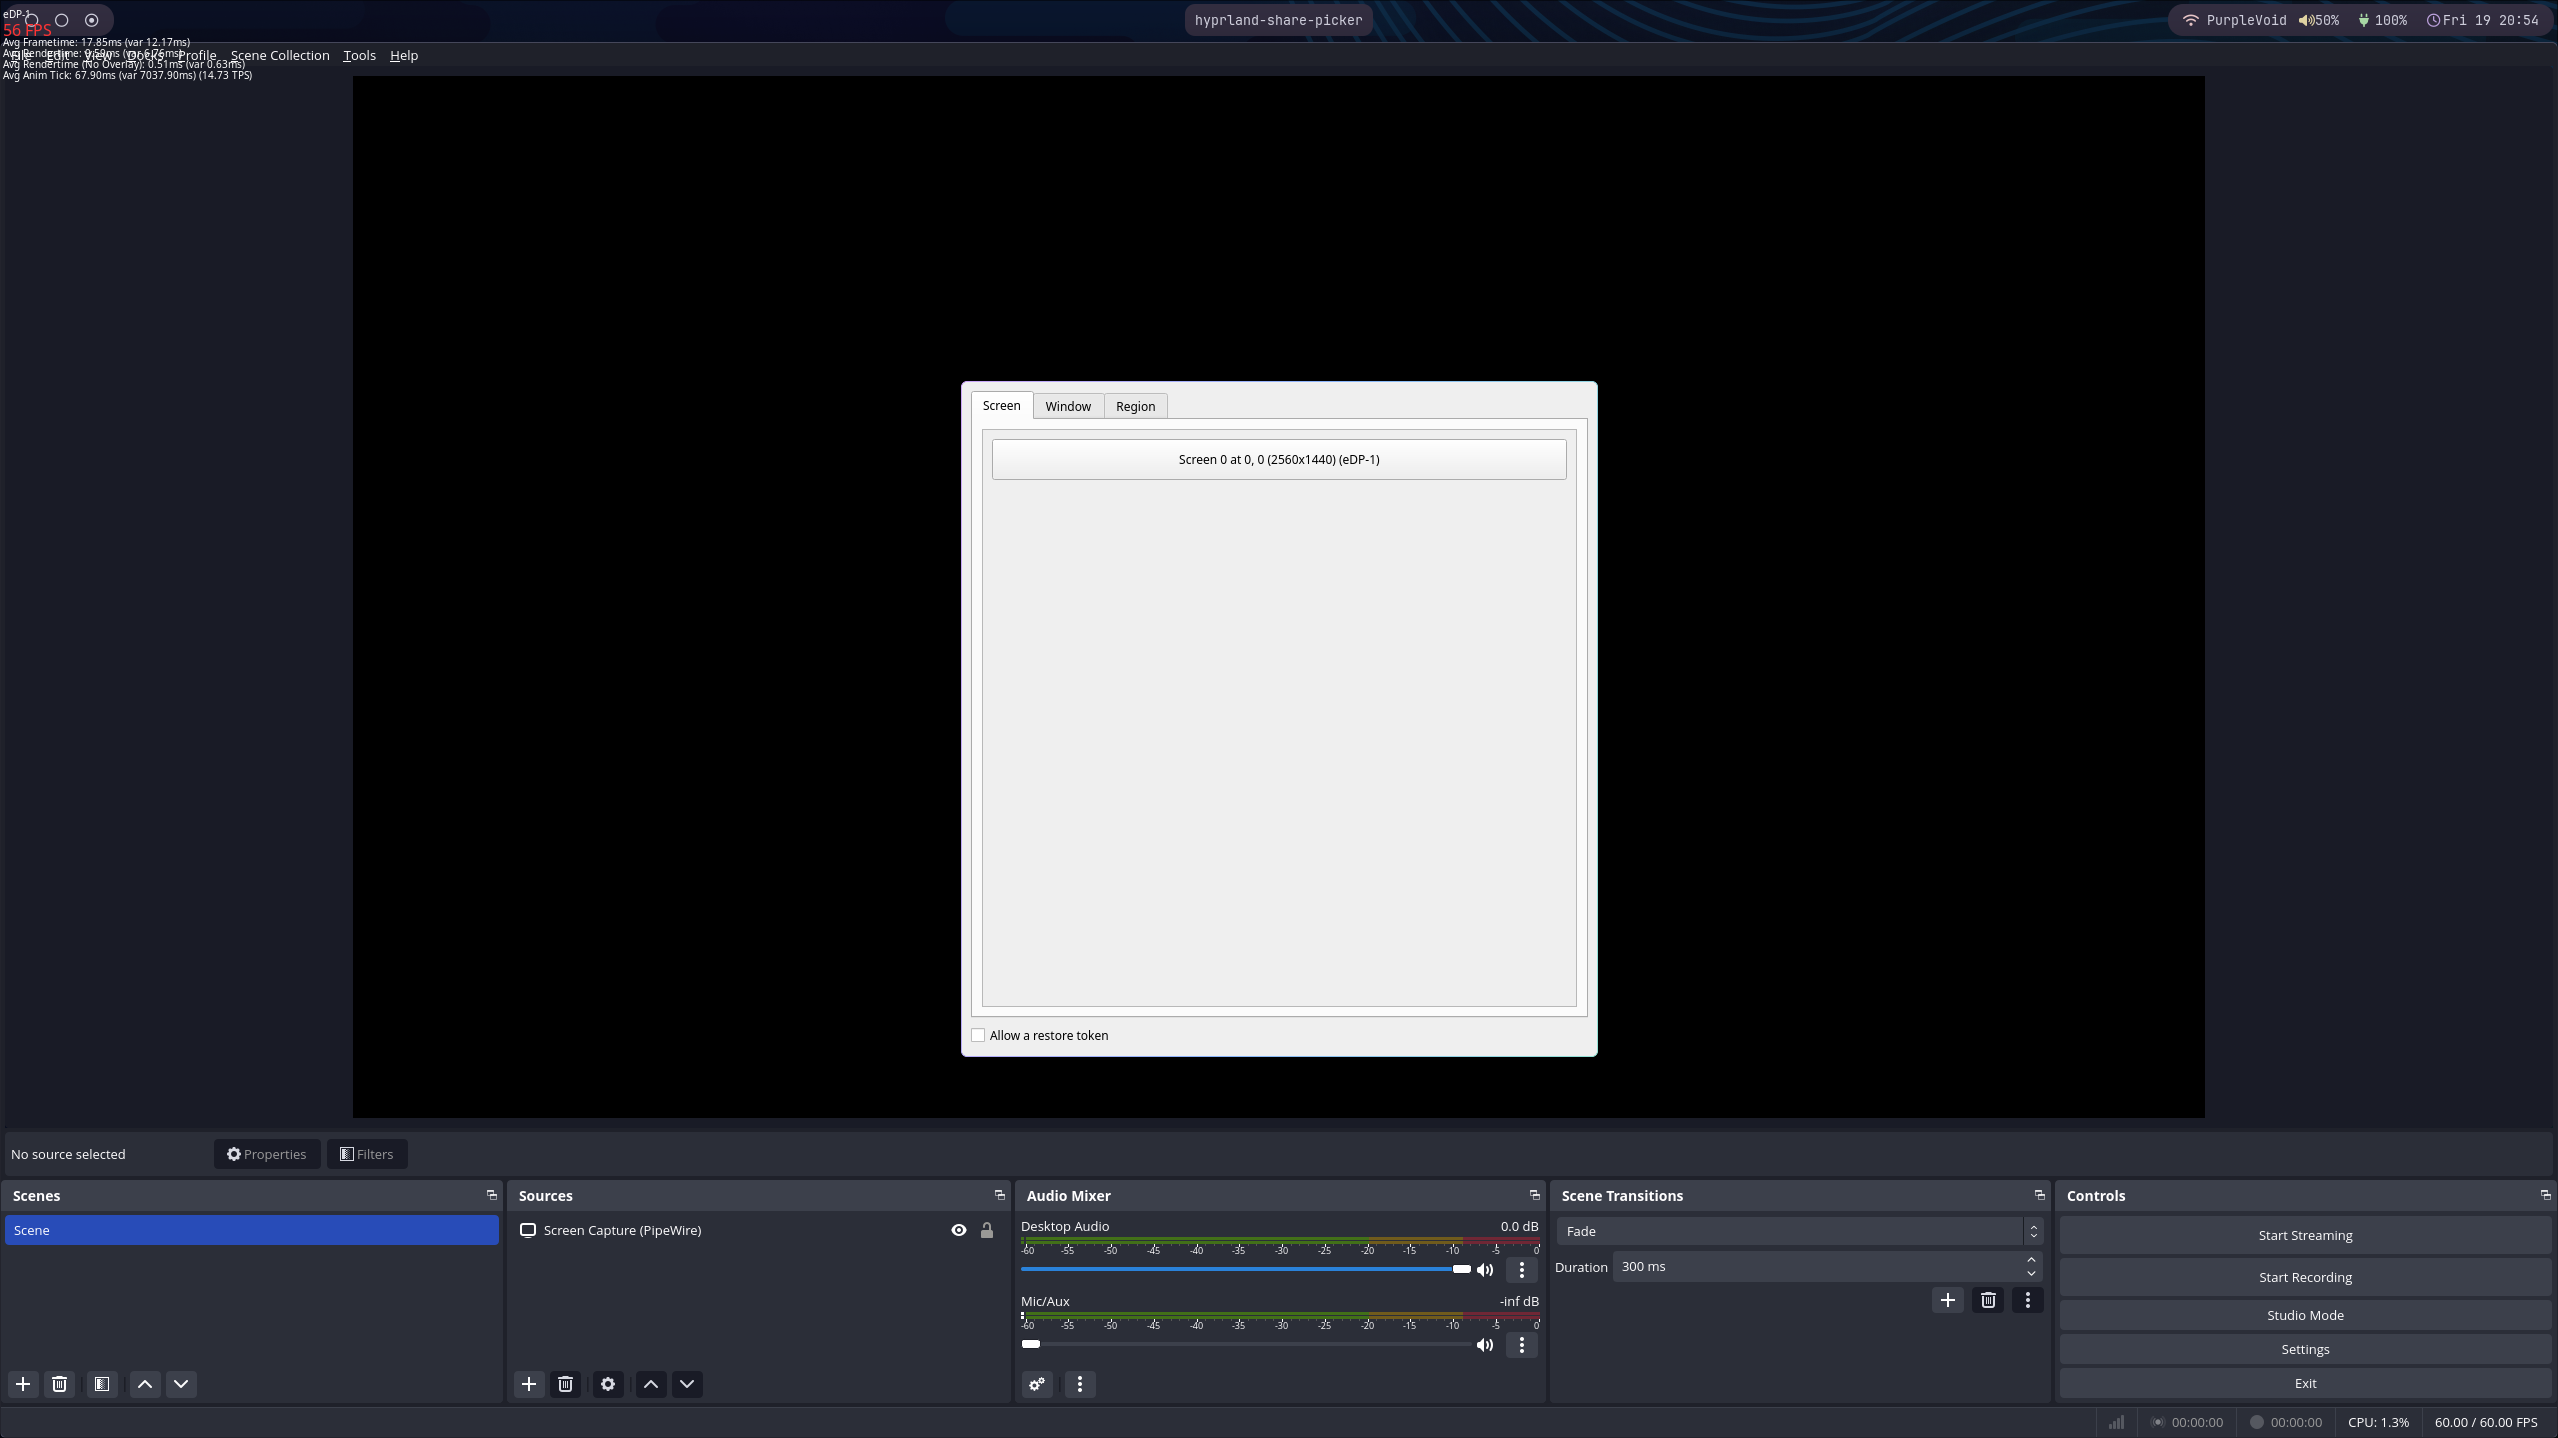 eDP-1
56 FPS
Avg Frametime: 17.85ms (var 12.17ms)
Avg Rendertime (No Overlay): 0.51ms (var 0.63ms)
Avg Anim Tick: 67.90ms (var 7037.90ms) (14.73 TPS)
hyprland-share-picker
PurpleVoid 50% 100% Fri 19 20:54
File Edit View Docks Profile Scene Collection Tools Help
Screen Window Region
Screen 0 at 0, 0 (2560x1440) (eDP-1)
Allow a restore token
No source selected Properties Filters
Scenes
Scene
Sources
Screen Capture (PipeWire)
Audio Mixer
Desktop Audio 0.0 dB
-60 -55 -50 -45 -40 -35 -30 -25 -20 -15 -10 -5 0
Mic/Aux -inf dB
-60 -55 -50 -45 -40 -35 -30 -25 -20 -15 -10 -5 0
Scene Transitions
Fade
Duration 300 ms
Controls
Start Streaming
Start Recording
Studio Mode
Settings
Exit
00:00:00 00:00:00 CPU: 1.3% 60.00 / 60.00 FPS